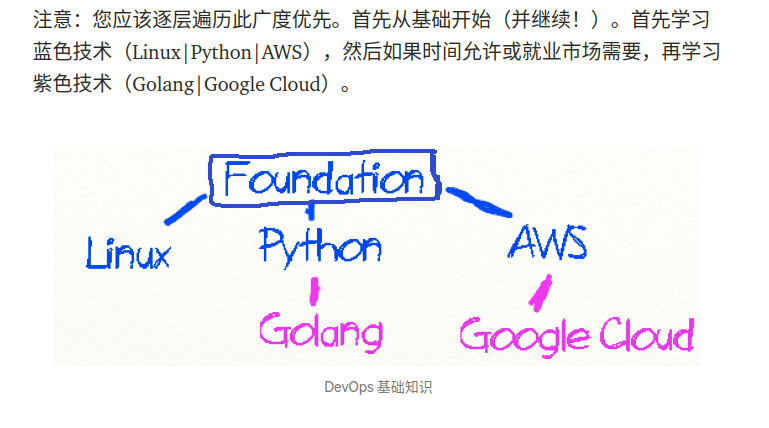 注意：您应该逐层遍历此广度优先。首先从基础开始（并继续！）。首先学习
蓝色技术（Linux|Python|AWS），然后如果时间允许或就业市场需要，再学习
紫色技术（Golang|Google Cloud）。
Foundation
Linux Python AWS
Golang Google Cloud
DevOps 基础知识